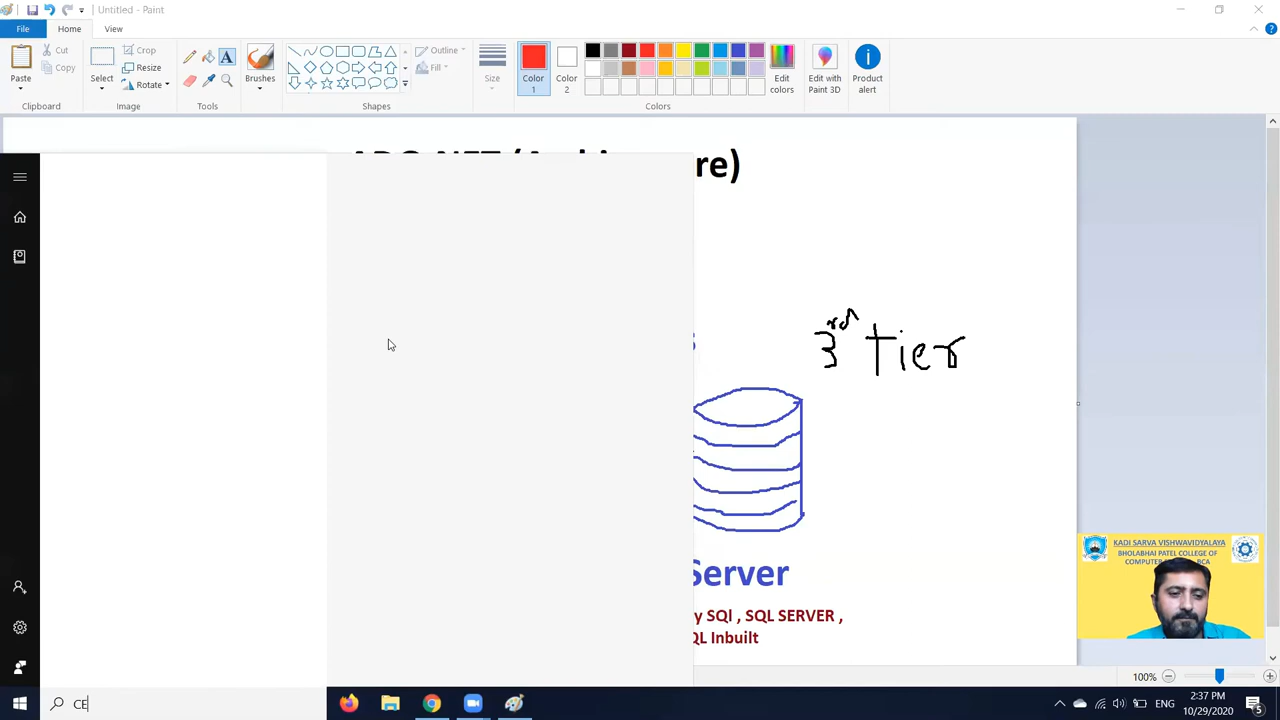 Untitled - Paint
File
Home
View
Paste
Cut
Copy
Clipboard
Select
Crop
Resize
Rotate
Image
Tools
Brushes
Shapes
Outline
Fill
Size
Color
1
Color
2
Colors
Edit
colors
Edit with
Paint 3D
Product
alert
re)
3rd tier
Server
y SQl , SQL SERVER ,
QL Inbuilt
KADI SARVA VISHWAVIDYALAYA
BHOLABHAI PATEL COLLEGE OF
COMPUTER
BCA
100%
CE
ENG
2:37 PM
10/29/2020
5